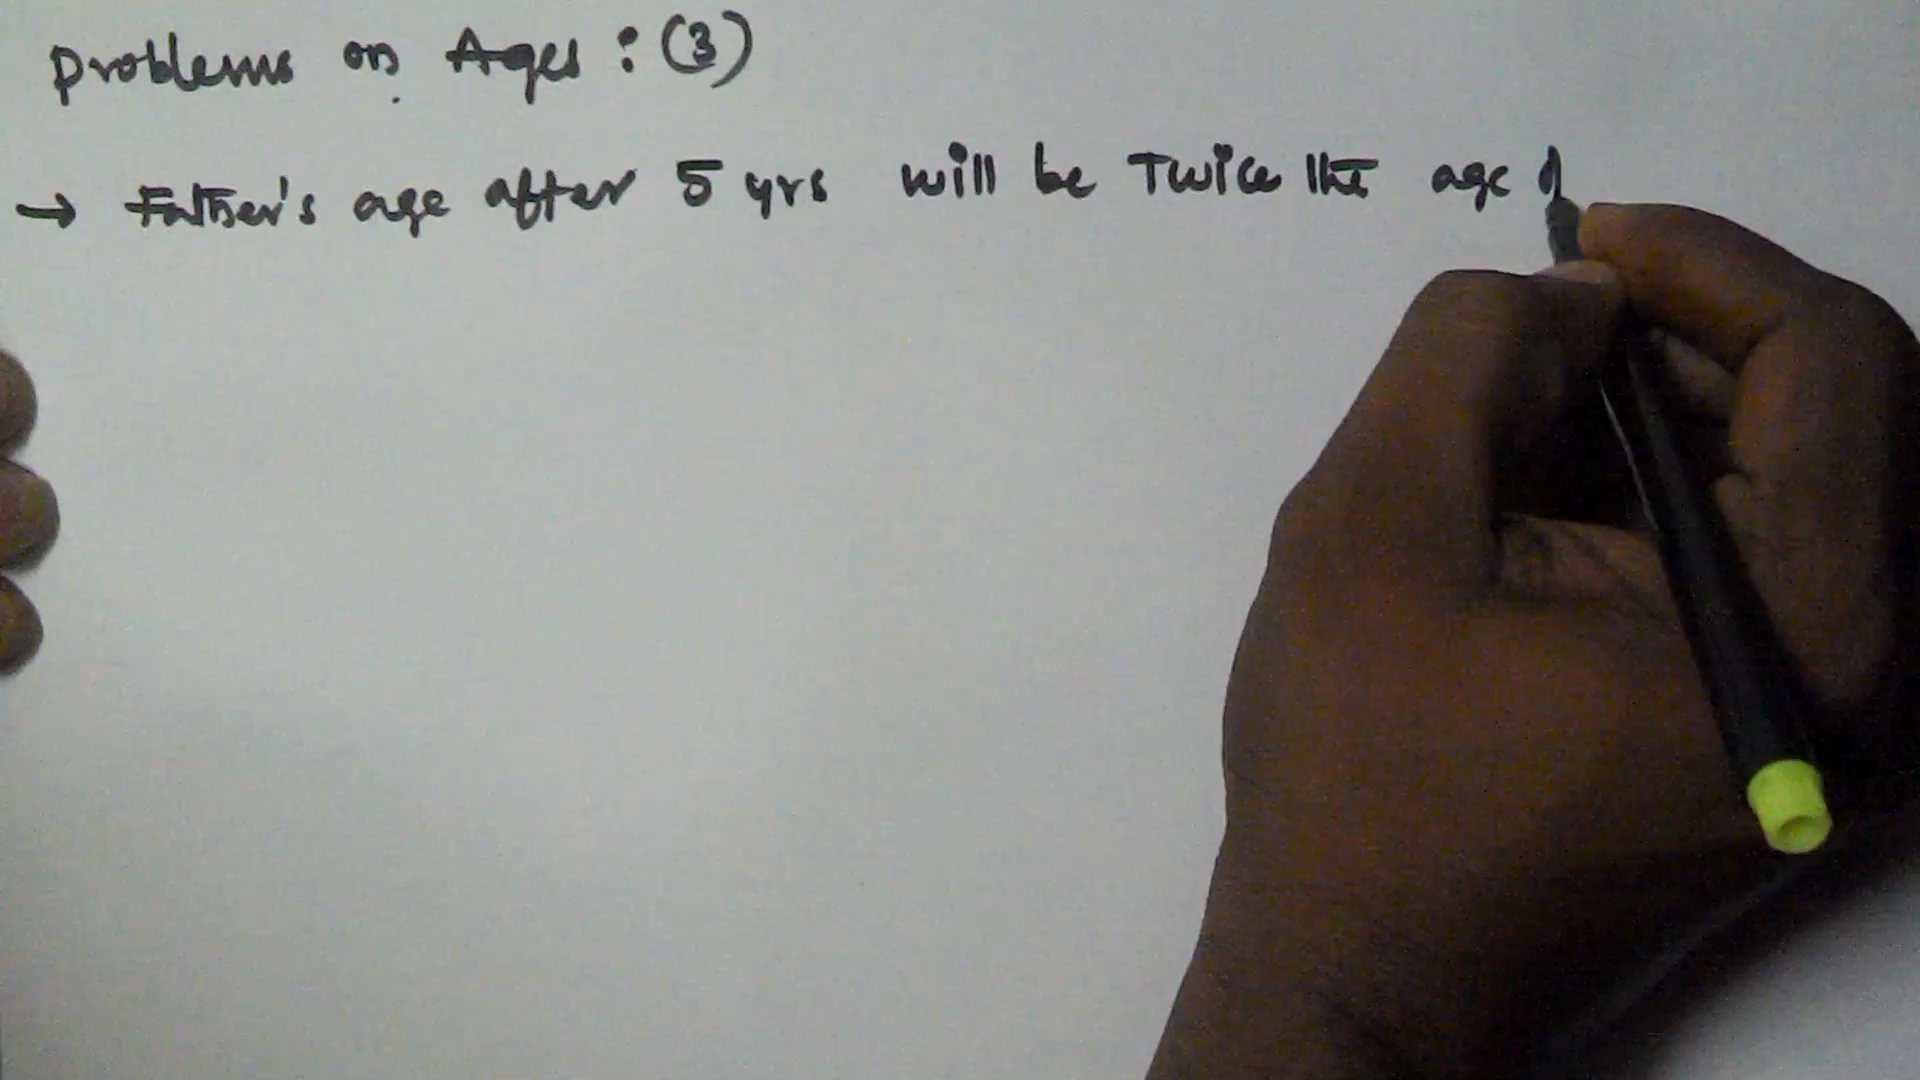 Problems on Ages : (3)
→ Father's age after 5 yrs will be Twice the age